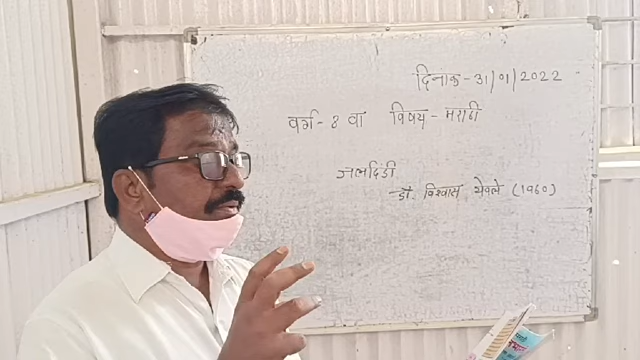 दिनांक - 31/01/2022
वर्ग - 8 वा विषय - मराठी
जलदिंडी
डॉ. विश्वास येवले (1960)